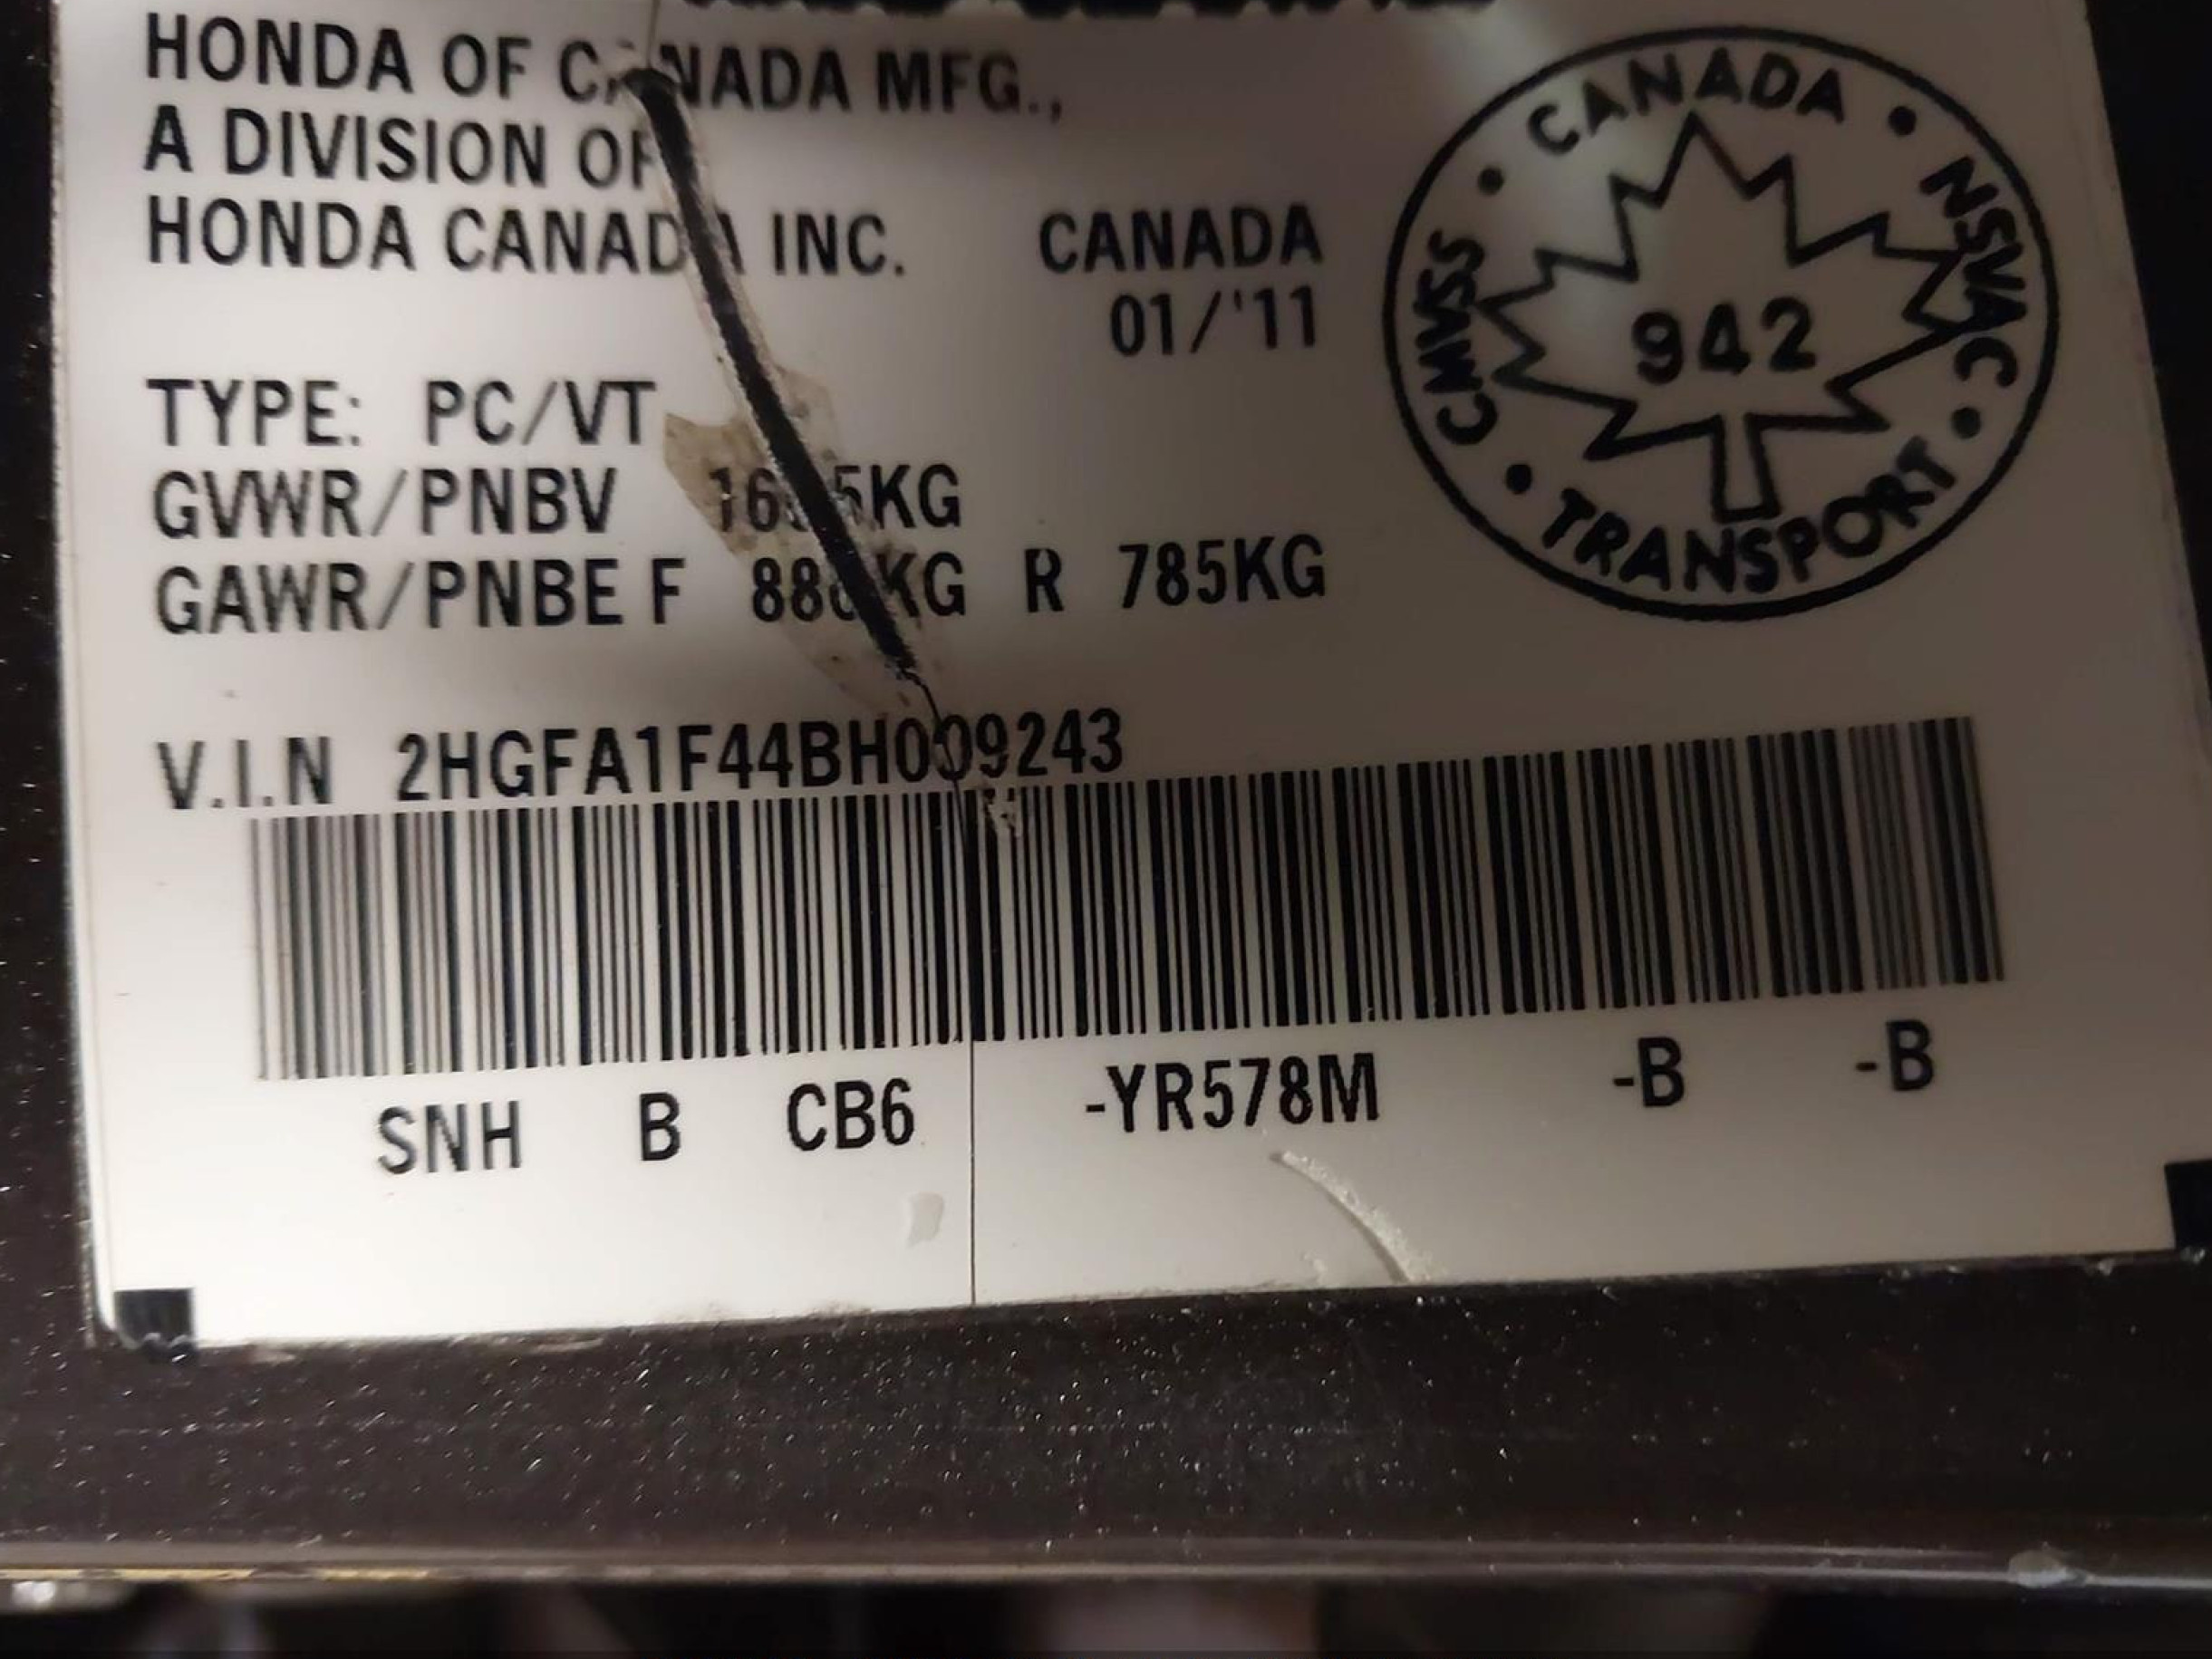 HONDA OF CANADA MFG.,
A DIVISION OF
HONDA CANADA INC. CANADA
01/'11
TYPE: PC/VT
GVWR/PNBV
GAWR/PNBE F R 785KG
V.I.N 2HGFA1F44BH009243
SNH B CB6 -YR578M -B -B
CANADA • NSVAC • TRANSPORT • CMVSS •
942